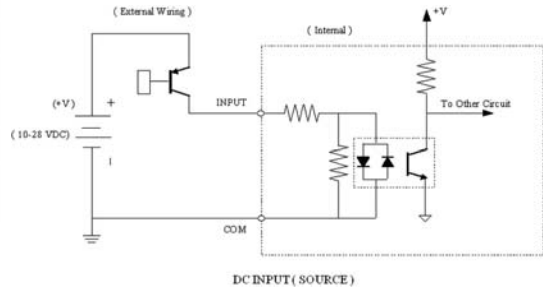 ( External Wiring )
+V
( Internal )
To Other Circuit
(+V)
+
INPUT
( 10-28 VDC)
−
COM
DC INPUT ( SOURCE )